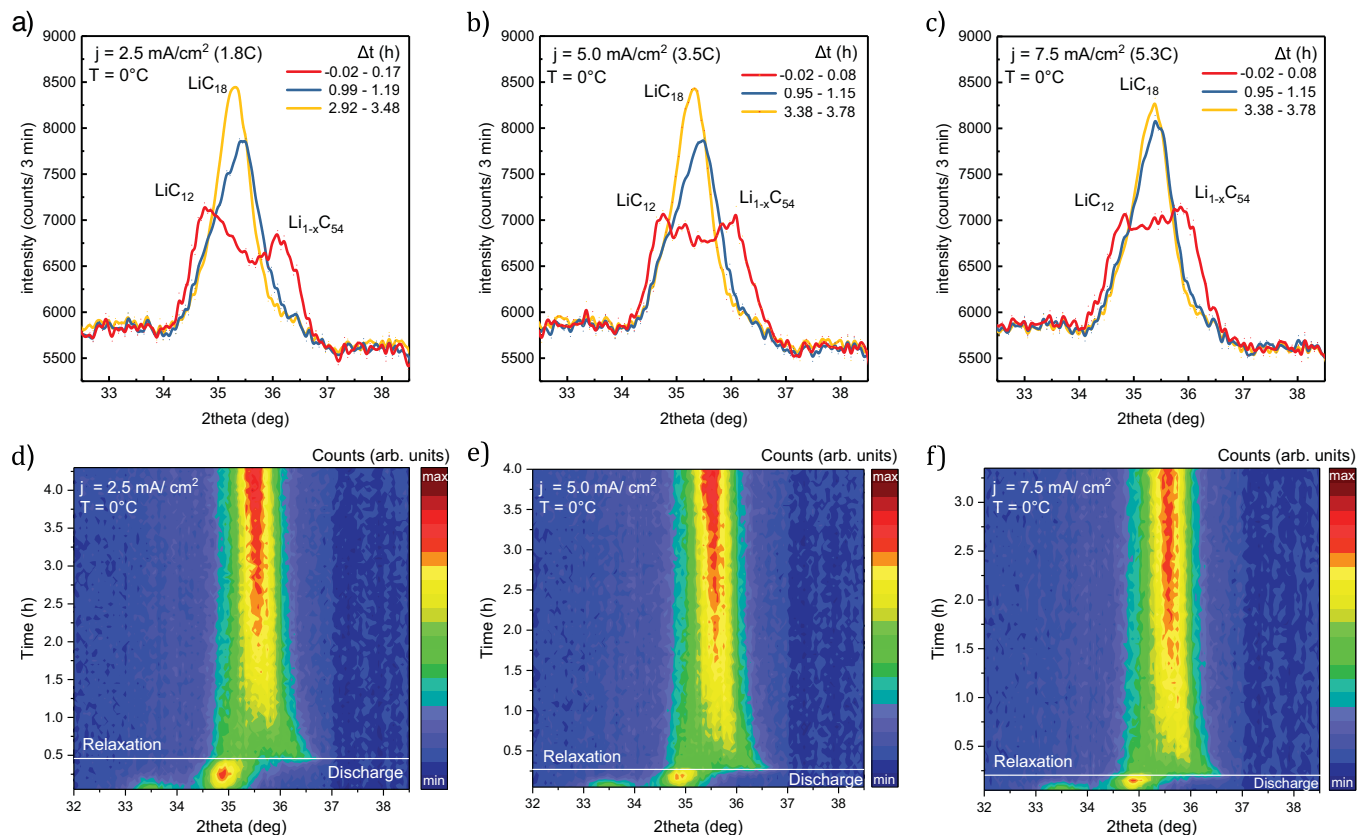 a)
j = 2.5 mA/cm² (1.8C)
T = 0°C
Δt (h)
-0.02 - 0.17
0.99 - 1.19
2.92 - 3.48
LiC₁₈
LiC₁₂
Li₁₋ₓC₅₄
intensity (counts/ 3 min)
9000
8500
8000
7500
7000
6500
6000
5500
33 34 35 36 37 38
2theta (deg)
b)
j = 5.0 mA/cm² (3.5C)
T = 0°C
Δt (h)
-0.02 - 0.08
0.95 - 1.15
3.38 - 3.78
LiC₁₈
LiC₁₂
Li₁₋ₓC₅₄
intensity (counts/ 3 min)
9000
8500
8000
7500
7000
6500
6000
5500
33 34 35 36 37 38
2theta (deg)
c)
j = 7.5 mA/cm² (5.3C)
T = 0°C
Δt (h)
-0.02 - 0.08
0.95 - 1.15
3.38 - 3.78
LiC₁₈
LiC₁₂
Li₁₋ₓC₅₄
intensity (counts/ 3 min)
9000
8500
8000
7500
7000
6500
6000
5500
33 34 35 36 37 38
2theta (deg)
d)
Counts (arb. units)
j = 2.5 mA/ cm²
T = 0°C
max
min
Time (h)
4.0
3.5
3.0
2.5
2.0
1.5
1.0
0.5
Relaxation
Discharge
32 33 34 35 36 37 38
2theta (deg)
e)
Counts (arb. units)
j = 5.0 mA/ cm²
T = 0°C
max
min
Time (h)
4.0
3.5
3.0
2.5
2.0
1.5
1.0
0.5
Relaxation
Discharge
32 33 34 35 36 37 38
2theta (deg)
f)
Counts (arb. units)
j = 7.5 mA/ cm²
T = 0°C
max
min
Time (h)
3.0
2.5
2.0
1.5
1.0
0.5
Relaxation
Discharge
32 33 34 35 36 37 38
2theta (deg)